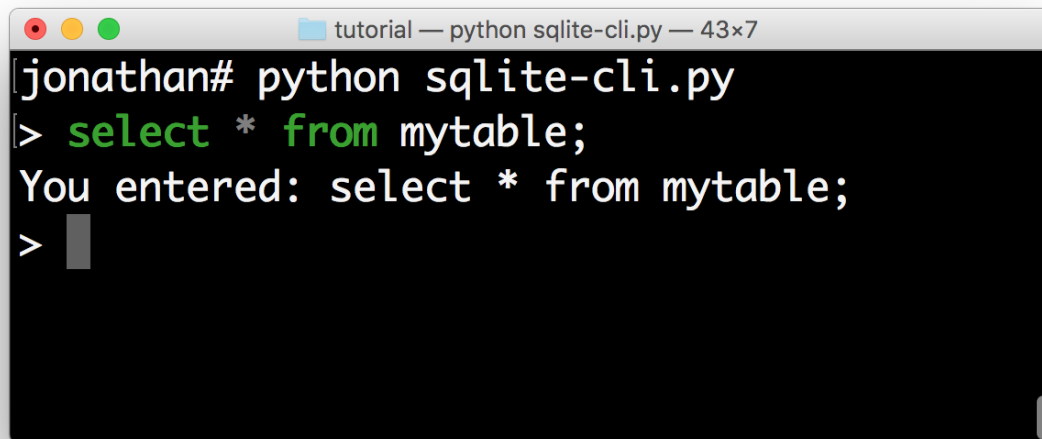 tutorial — python sqlite-cli.py — 43×7
jonathan# python sqlite-cli.py
> select * from mytable;
You entered: select * from mytable;
>